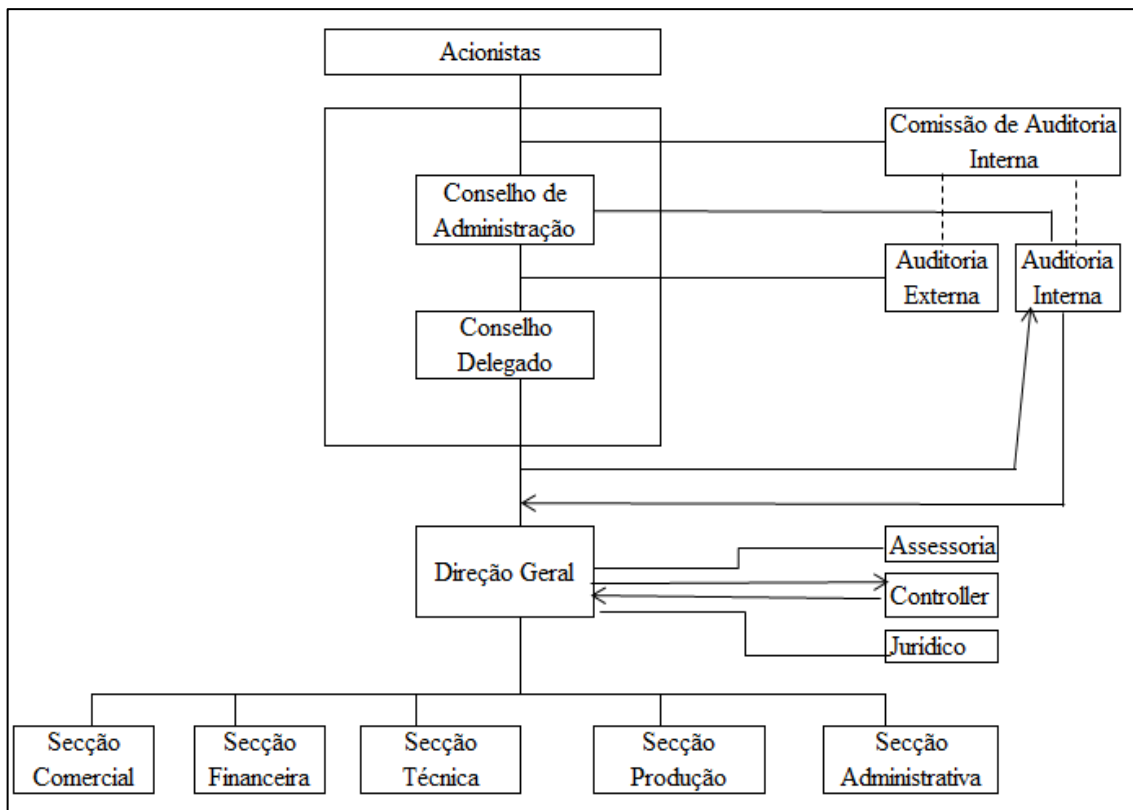 Acionistas
Comissão de Auditoria
Interna
Conselho de
Administração
Auditoria
Externa
Auditoria
Interna
Conselho
Delegado
Direção Geral
Assessoria
Controller
Jurídico
Secção
Comercial
Secção
Financeira
Secção
Técnica
Secção
Produção
Secção
Administrativa